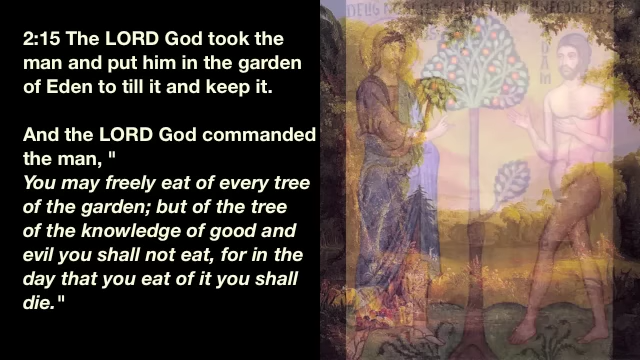 2:15 The LORD God took the
man and put him in the garden
of Eden to till it and keep it.
And the LORD God commanded
the man, "
You may freely eat of every tree
of the garden; but of the tree
of the knowledge of good and
evil you shall not eat, for in the
day that you eat of it you shall
die."
ADAM